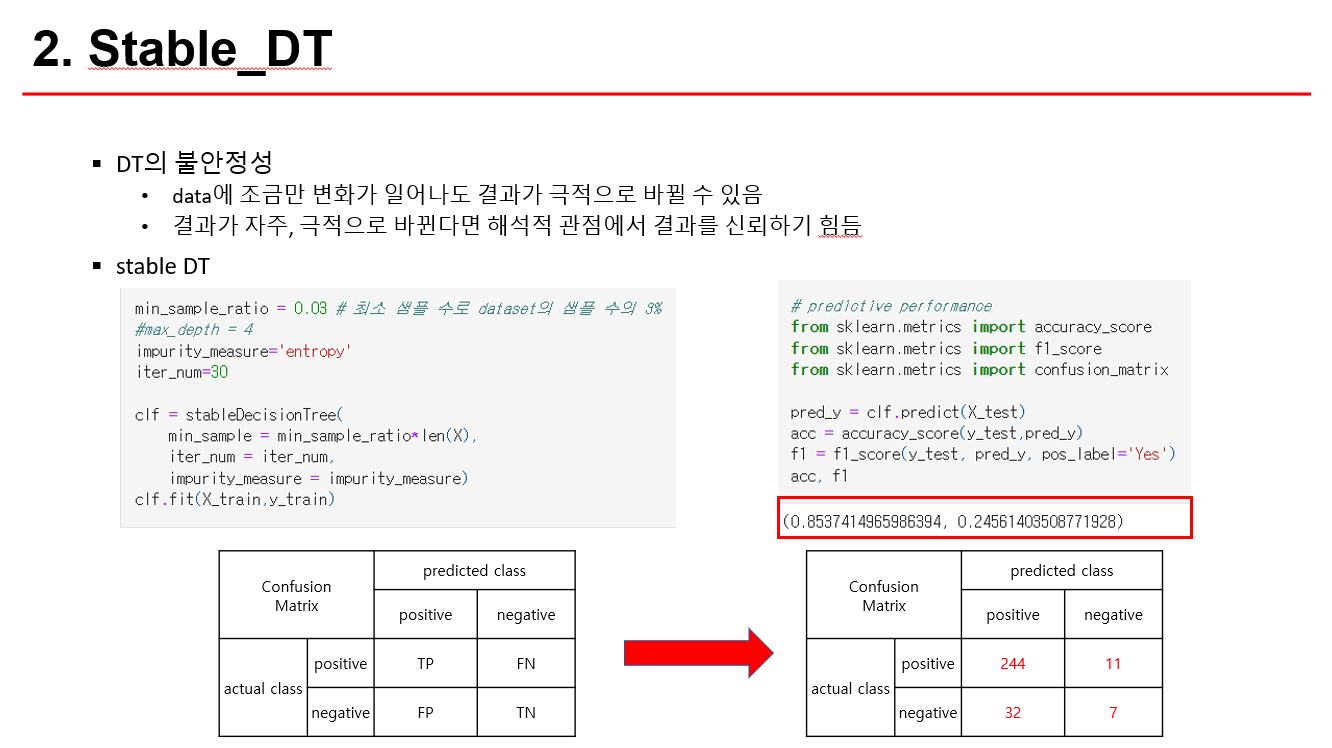 2. Stable_DT
▪ DT의 불안정성
• data에 조금만 변화가 일어나도 결과가 극적으로 바뀔 수 있음
• 결과가 자주, 극적으로 바뀐다면 해석적 관점에서 결과를 신뢰하기 힘듬
▪ stable DT
min_sample_ratio = 0.03 # 최소 샘플 수로 dataset의 샘플 수의 3%
#max_depth = 4
impurity_measure='entropy'
iter_num=30
clf = stableDecisionTree(
min_sample = min_sample_ratio*len(X),
iter_num = iter_num,
impurity_measure = impurity_measure)
clf.fit(X_train,y_train)
# predictive performance
from sklearn.metrics import accuracy_score
from sklearn.metrics import f1_score
from sklearn.metrics import confusion_matrix
pred_y = clf.predict(X_test)
acc = accuracy_score(y_test,pred_y)
f1 = f1_score(y_test, pred_y, pos_label='Yes')
acc, f1
(0.8537414965986394, 0.24561403508771928)
Confusion
Matrix
predicted class
positive negative
actual class
positive TP FN
negative FP TN
Confusion
Matrix
predicted class
positive negative
actual class
positive 244 11
negative 32 7